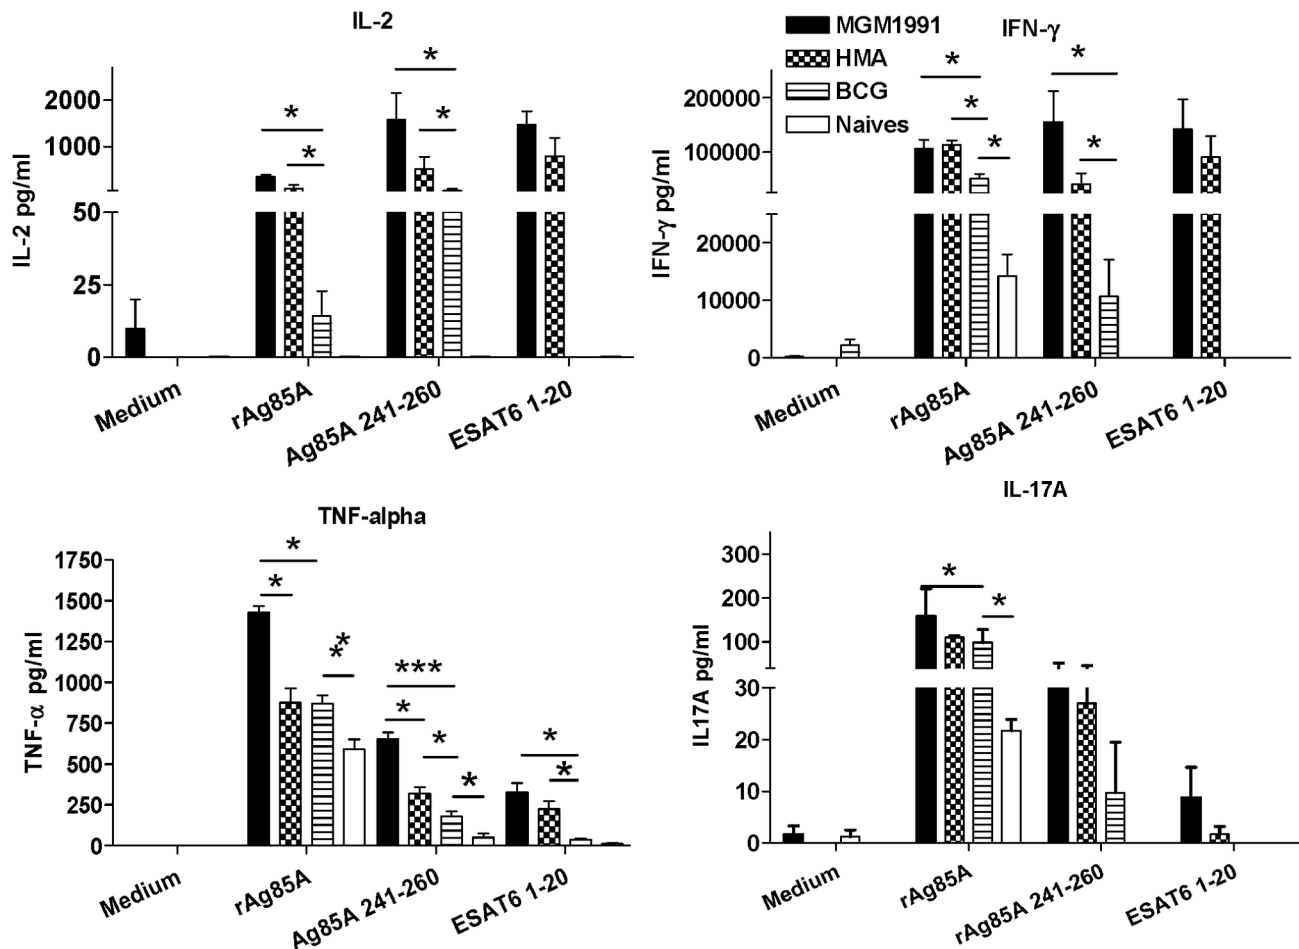 IL-2
IL-2 pg/ml
2000
1000
50
25
0
*
*
*
*
Medium
rAg85A
Ag85A 241-260
ESAT6 1-20
IFN-γ
MGM1991
HMA
BCG
Naives
IFN-γ pg/ml
200000
100000
20000
10000
0
*
*
*
*
*
Medium
rAg85A
Ag85A 241-260
ESAT6 1-20
TNF-alpha
TNF-α pg/ml
1750
1500
1250
1000
750
500
250
0
*
*
**
***
*
*
*
*
*
Medium
rAg85A
Ag85A 241-260
ESAT6 1-20
IL-17A
IL17A pg/ml
300
200
100
30
20
10
0
*
*
Medium
rAg85A
rAg85A 241-260
ESAT6 1-20